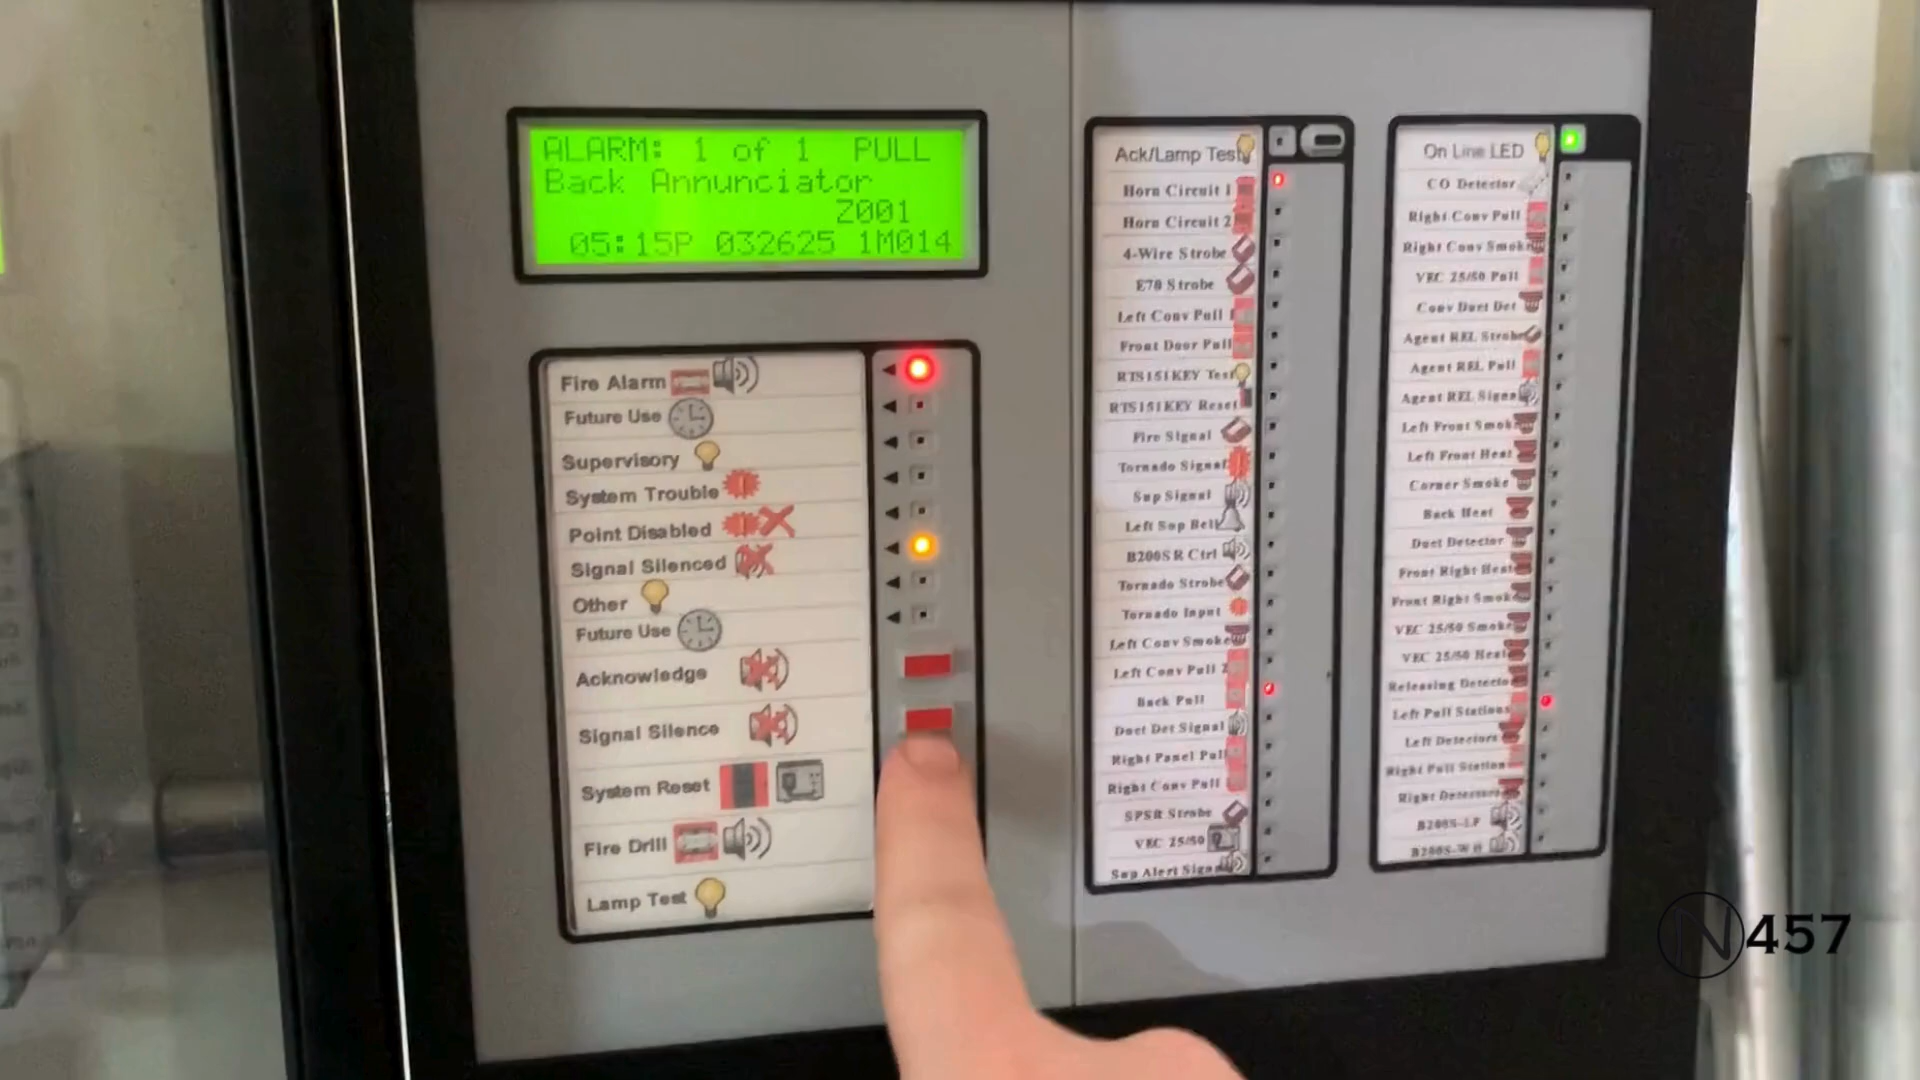 ALARM: 1 of 1 PULL
Back Annunciator
Z001
05:15P 032625 1M014
Fire Alarm
Future Use
Supervisory
System Trouble
Point Disabled
Signal Silenced
Other
Future Use
Acknowledge
Signal Silence
System Reset
Fire Drill
Lamp Test
Ack/Lamp Test
Horn Circuit 1
Horn Circuit 2
4-Wire Strobe
E70 Strobe
Left Conv Pull 1
Front Door Pull
RTS151KEY Test
RTS151KEY Reset
Fire Signal
Tornado Signal
Sup Signal
Left Sup Bell
B200SR Ctrl
Tornado Strobe
Tornado Input
Left Conv Smoke
Left Conv Pull 2
Back Pull
Duct Det Signal
Right Panel Pull
Right Conv Pull
SPSR Strobe
VEC 25/50
Sup Alert Signal
On Line LED
CO Detector
Right Conv Pull
Right Conv Smoke
VEC 25/50 Pull
Conv Duct Det
Agent REL Strobe
Agent REL Pull
Agent REL Signal
Left Front Smoke
Left Front Heat
Corner Smoke
Back Heat
Duct Detector
Front Right Heat
Front Right Smoke
VEC 25/50 Smoke
VEC 25/50 Heat
Releasing Detector
Left Pull Stations
Left Detectors
Right Pull Station
Right Detectors
B200S-LF
B200S-WH
N457